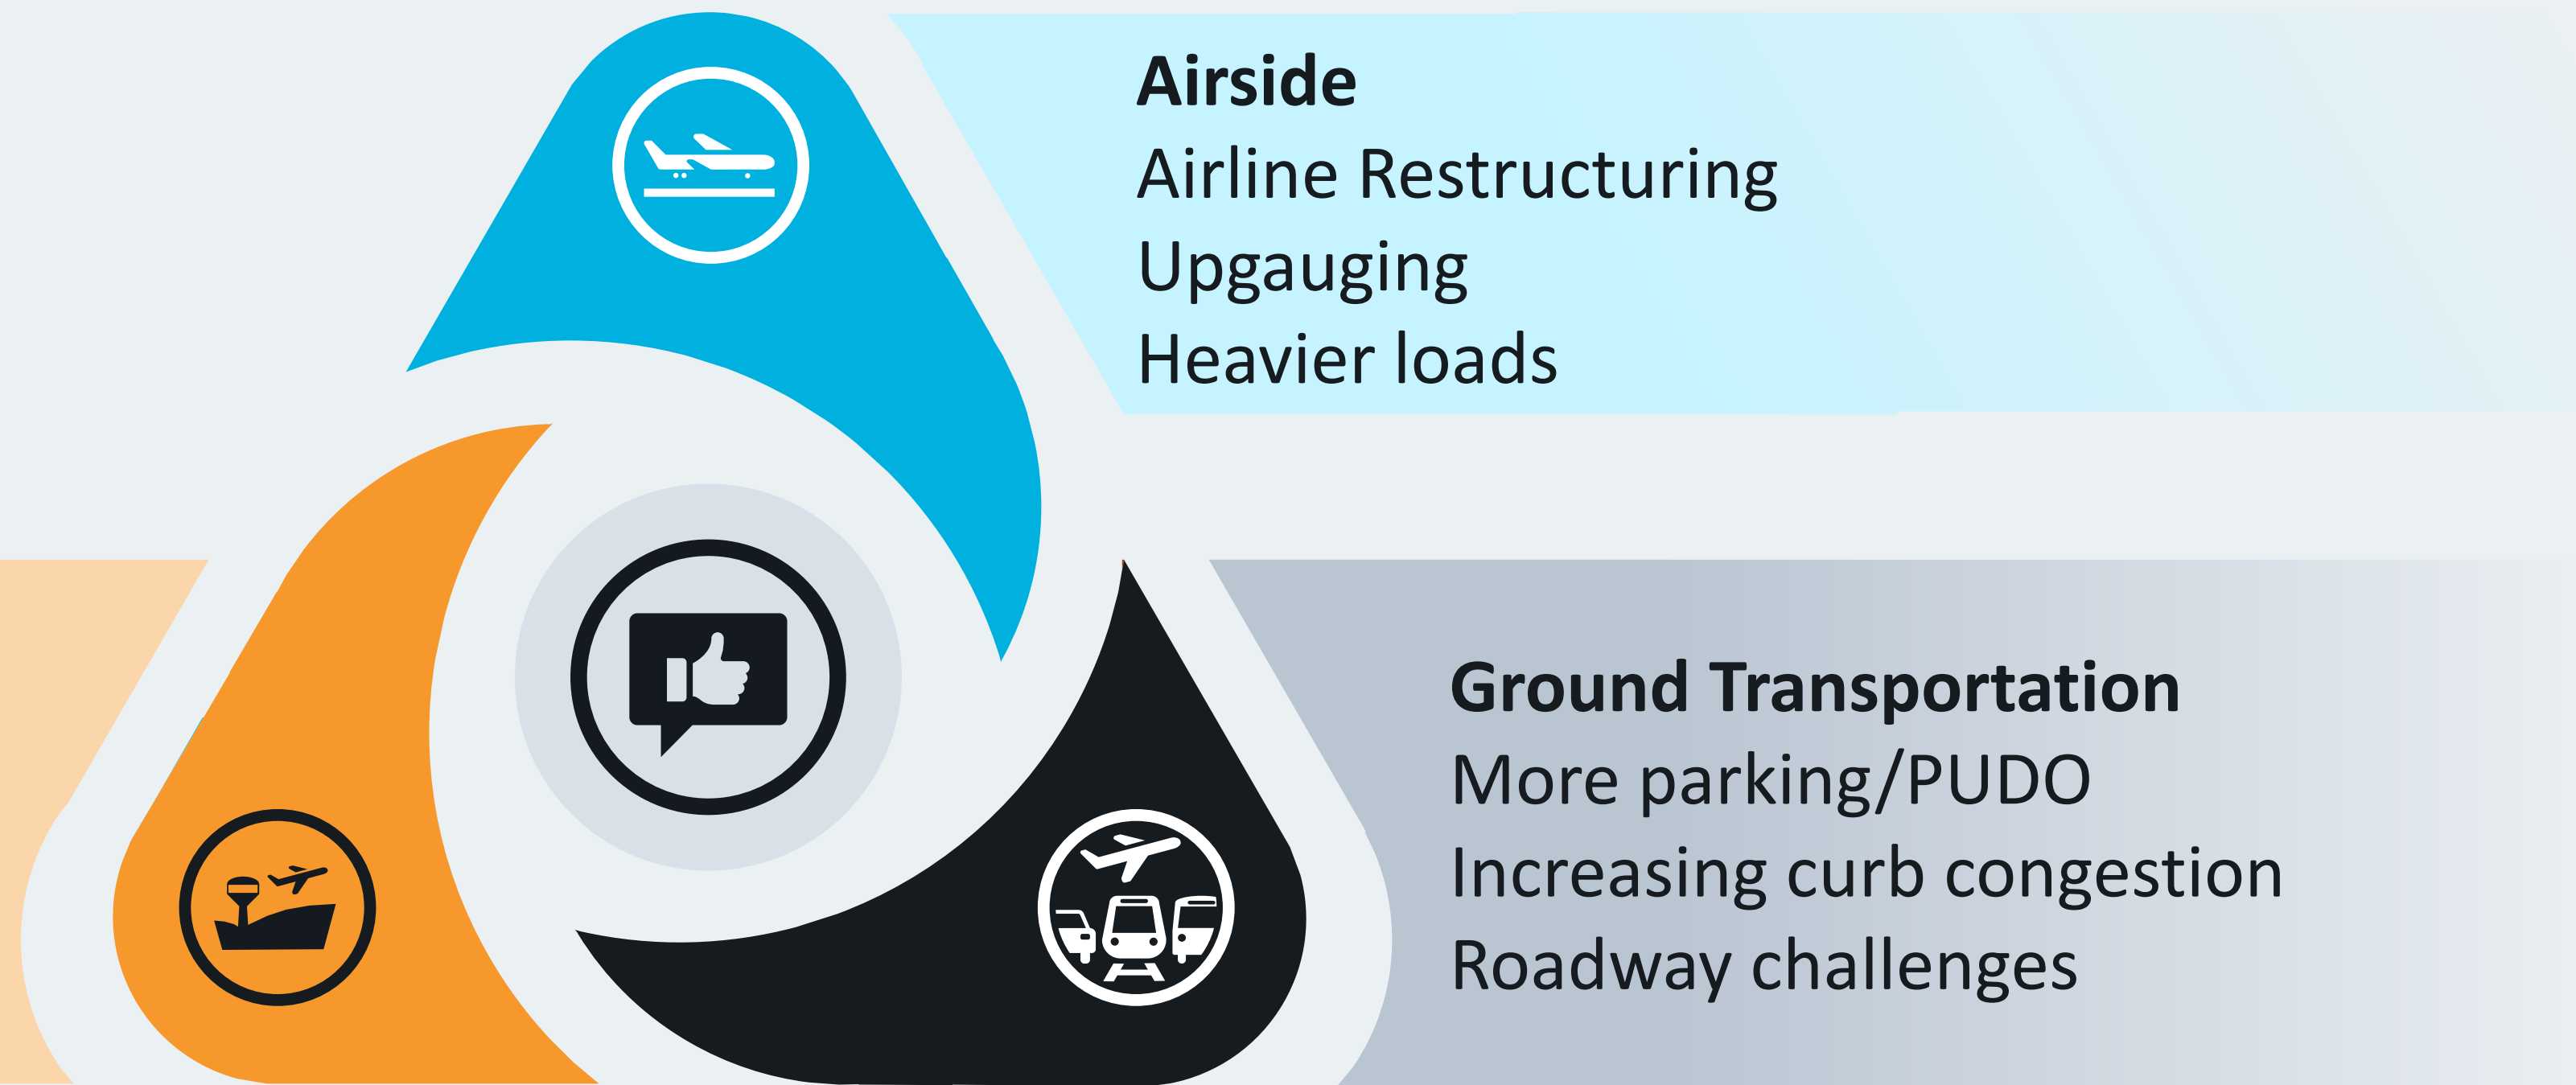 Airside
Airline Restructuring
Upgauging
Heavier loads
Ground Transportation
More parking/PUDO
Increasing curb congestion
Roadway challenges